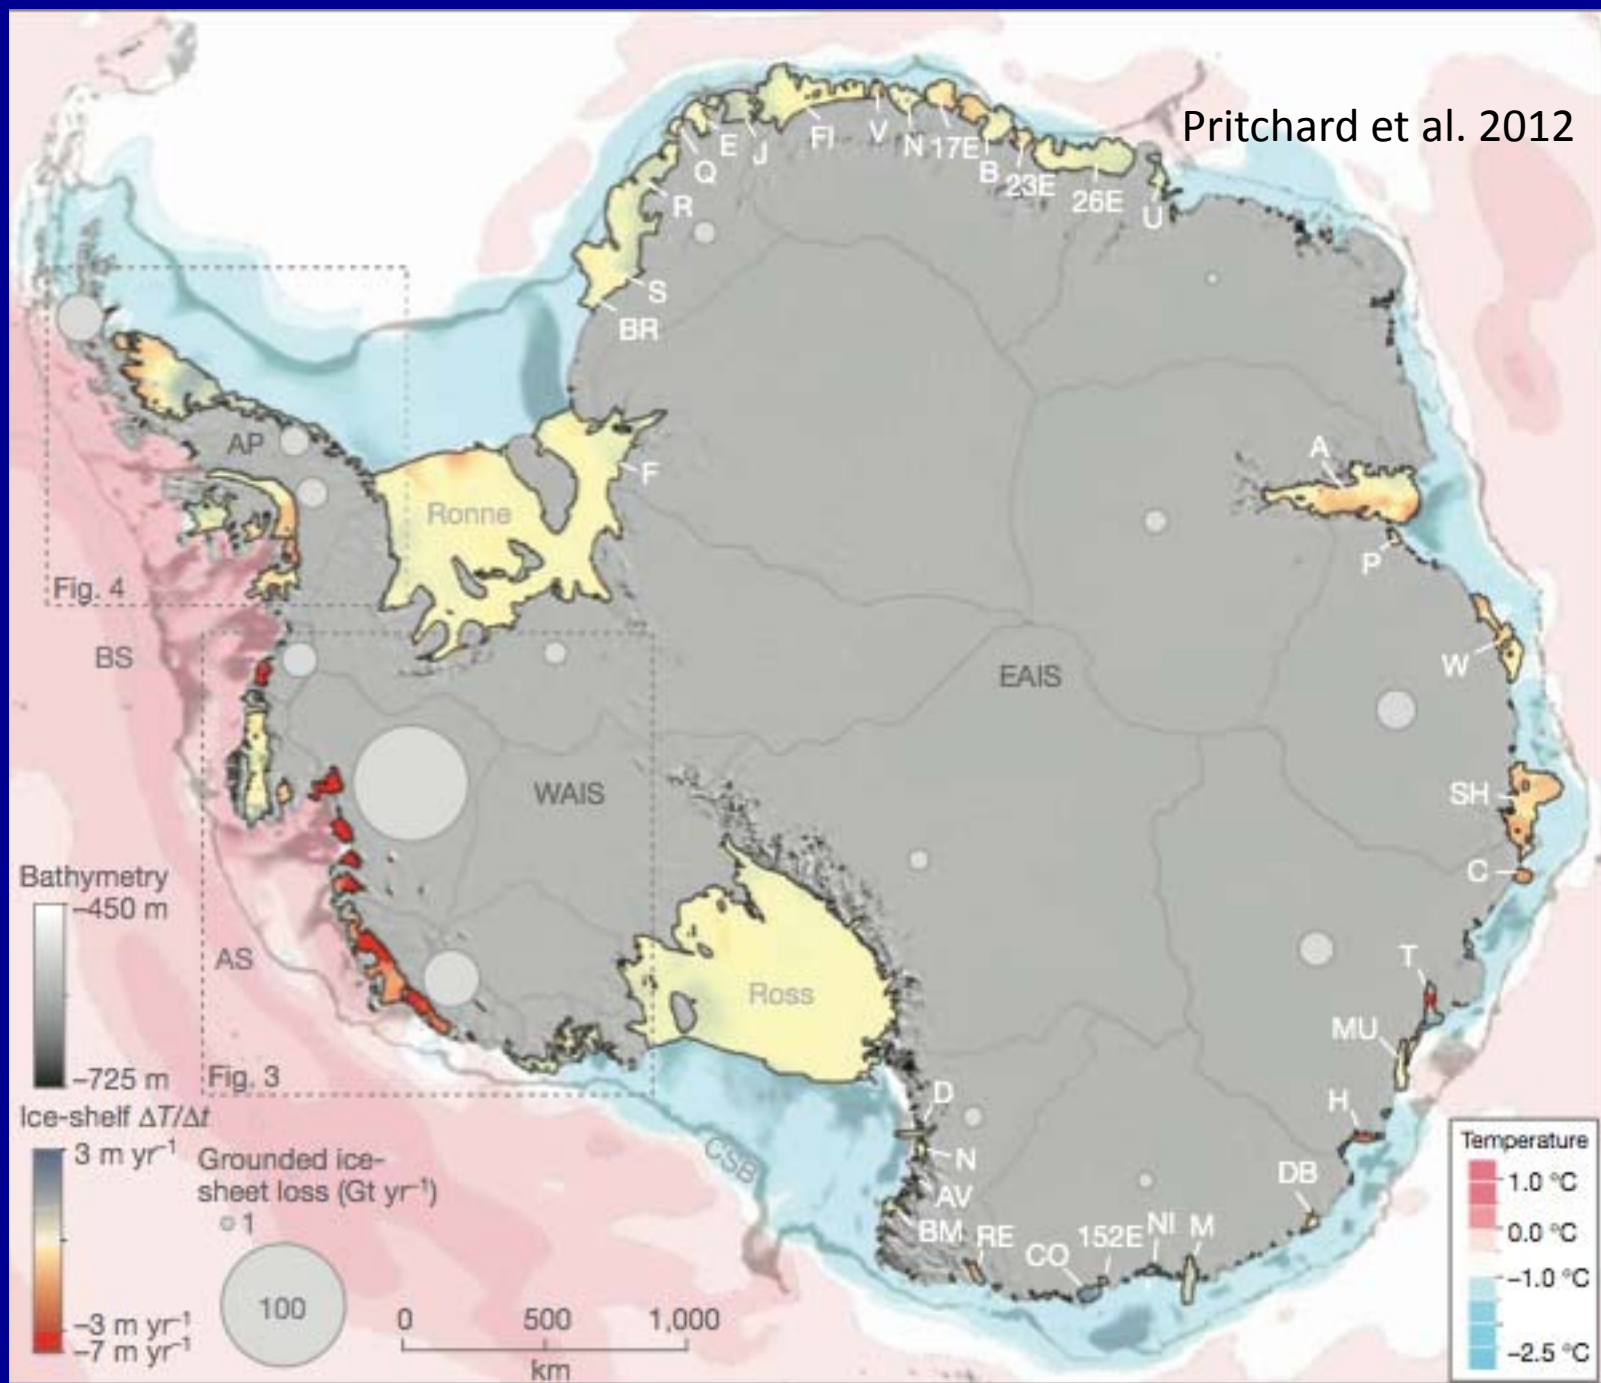 Pritchard et al. 2012
E
J
FI
V
N
17E
B
23E
26E
U
Q
R
S
BR
AP
F
Ronne
A
P
Fig. 4
BS
W
EAIS
WAIS
SH
C
Bathymetry
–450 m
–725 m
AS
Ross
T
MU
Fig. 3
D
H
Ice-shelf ΔT/Δt
3 m yr⁻¹
–3 m yr⁻¹
–7 m yr⁻¹
Grounded ice-
sheet loss (Gt yr⁻¹)
1
100
CSB
N
AV
BM
RE
CO
152E
NI
M
DB
0
500
1,000
km
Temperature
1.0 °C
0.0 °C
–1.0 °C
–2.5 °C